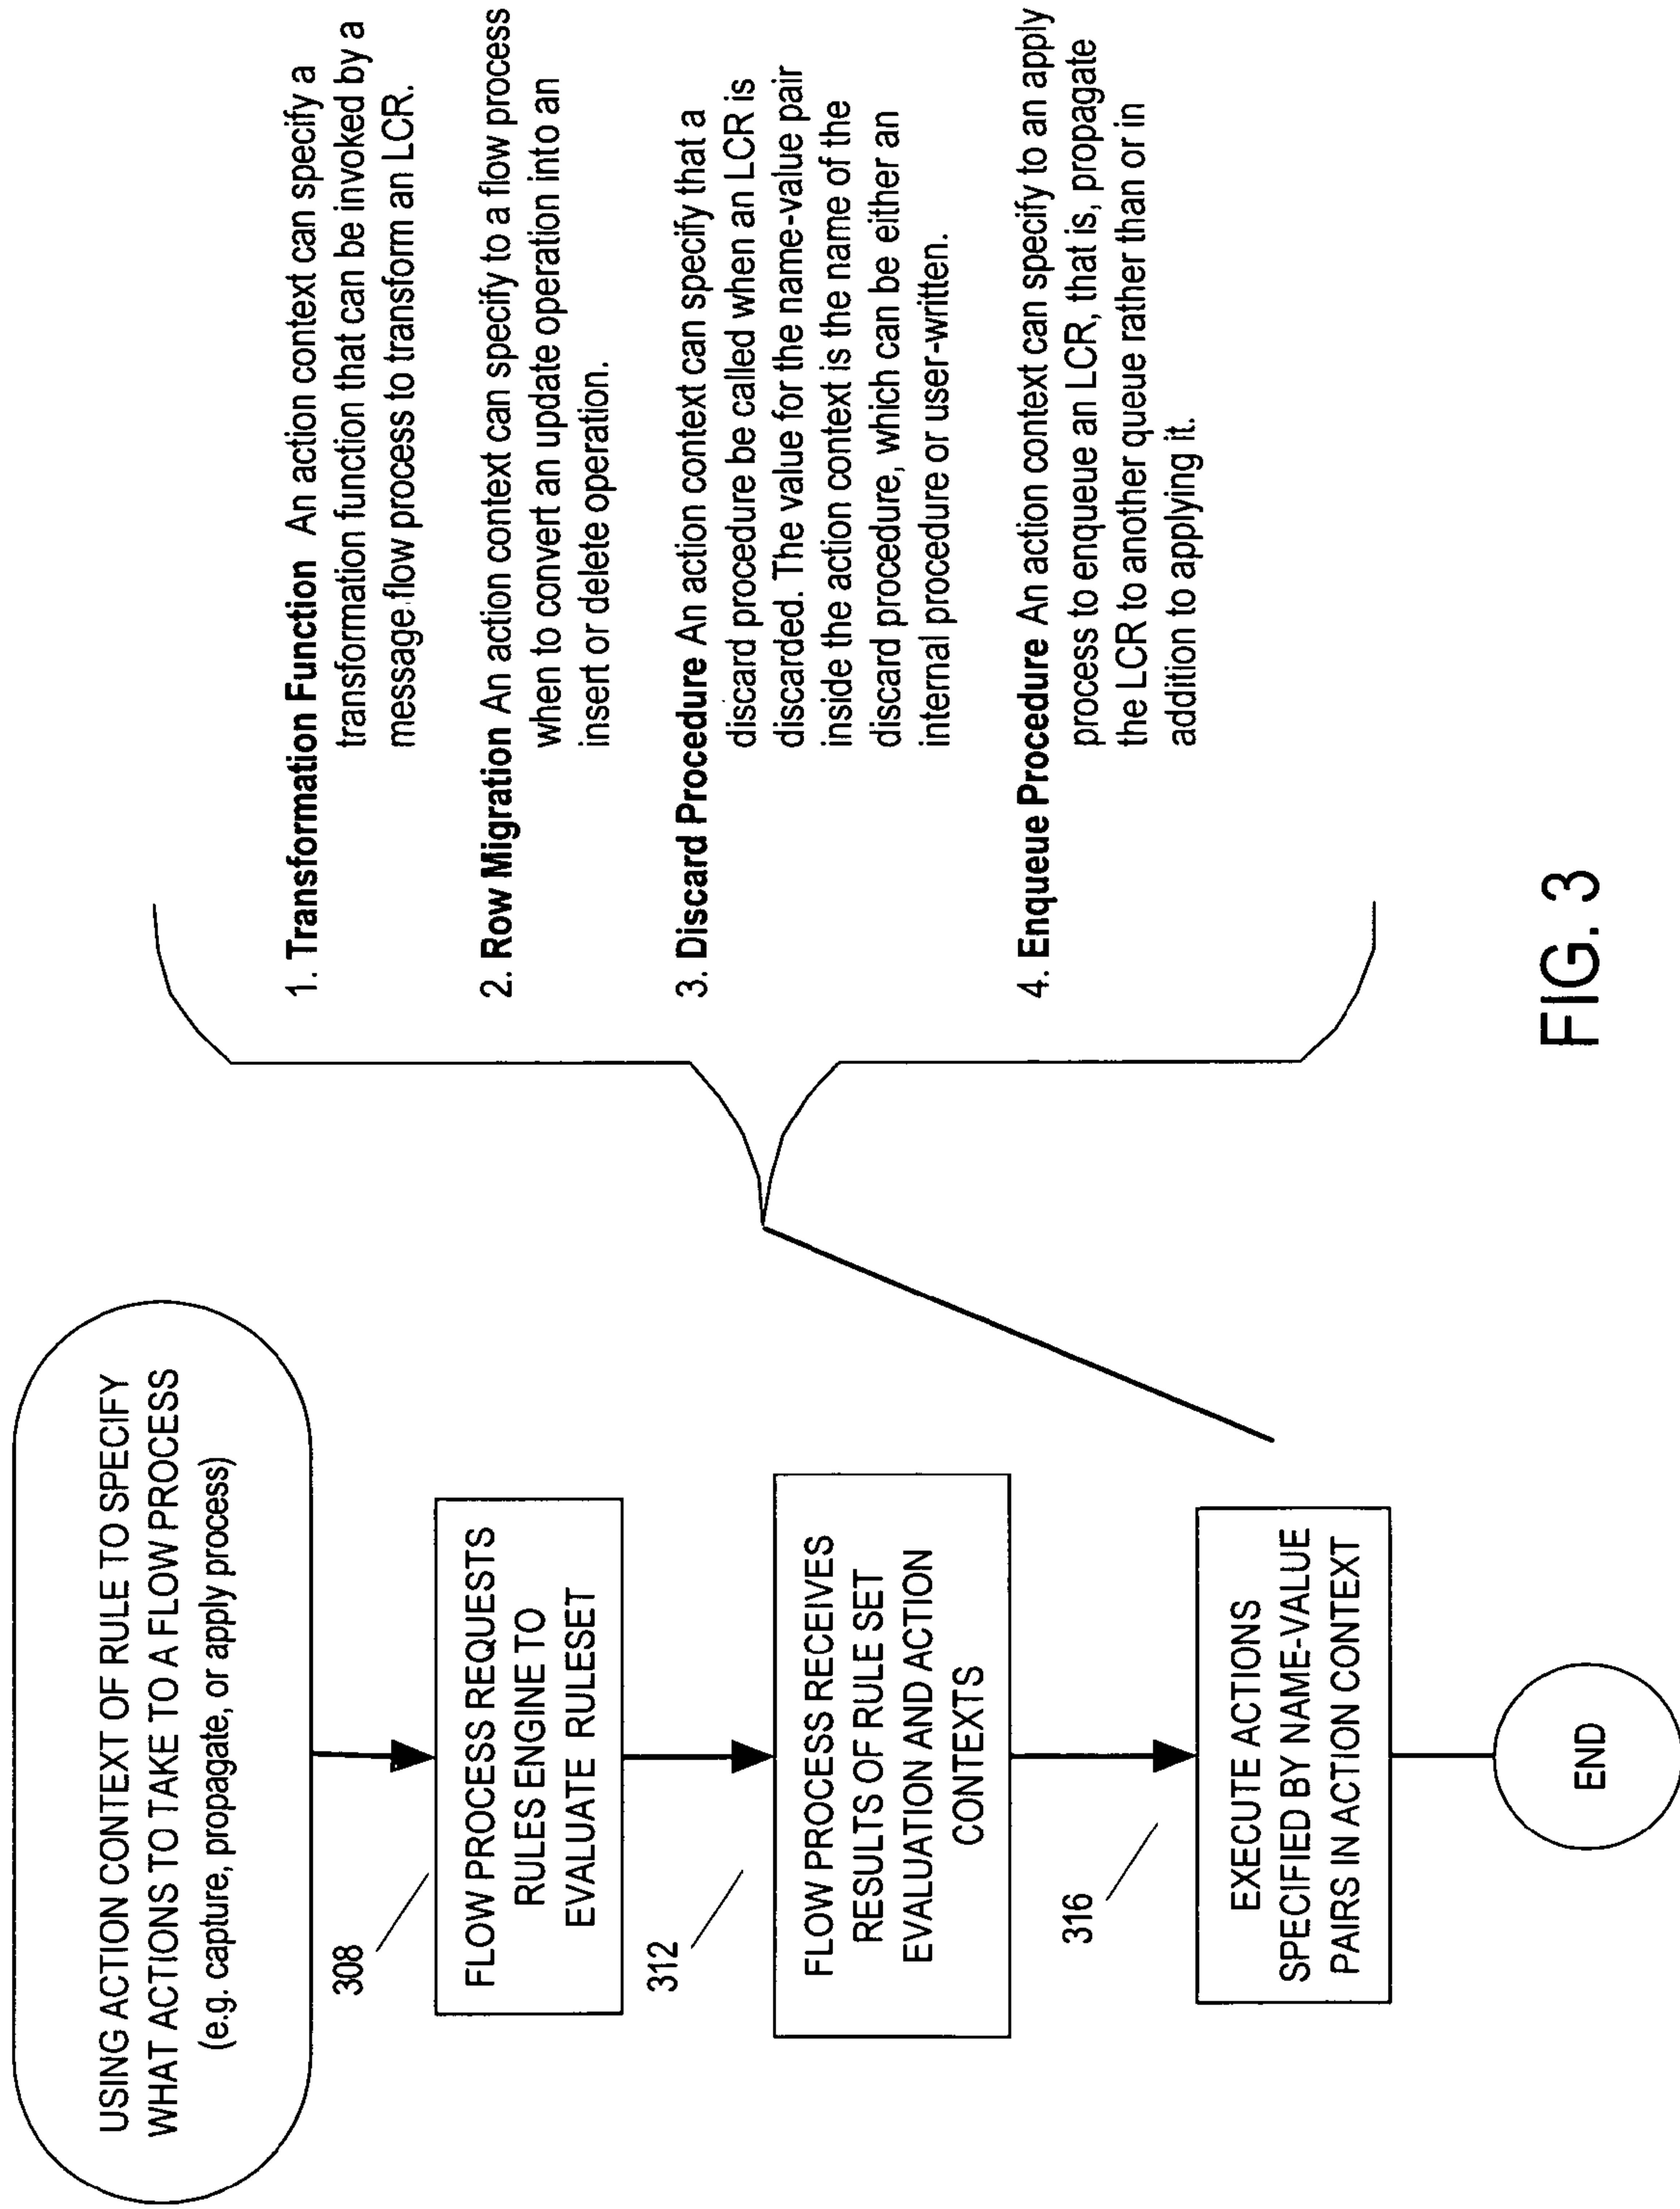 USING ACTION CONTEXT OF RULE TO SPECIFY
WHAT ACTIONS TO TAKE TO A FLOW PROCESS
(e.g. capture, propagate, or apply process)
308
FLOW PROCESS REQUESTS
RULES ENGINE TO
EVALUATE RULESET
312
FLOW PROCESS RECEIVES
RESULTS OF RULE SET
EVALUATION AND ACTION
CONTEXTS
316
EXECUTE ACTIONS
SPECIFIED BY NAME-VALUE
PAIRS IN ACTION CONTEXT
END
1. Transformation Function An action context can specify a
transformation function that can be invoked by a
message flow process to transform an LCR.
2. Row Migration An action context can specify to a flow process
when to convert an update operation into an
insert or delete operation.
3. Discard Procedure An action context can specify that a
discard procedure be called when an LCR is
discarded. The value for the name-value pair
inside the action context is the name of the
discard procedure, which can be either an
internal procedure or user-written.
4. Enqueue Procedure An action context can specify to an apply
process to enqueue an LCR, that is, propagate
the LCR to another queue rather than or in
addition to applying it.
FIG. 3